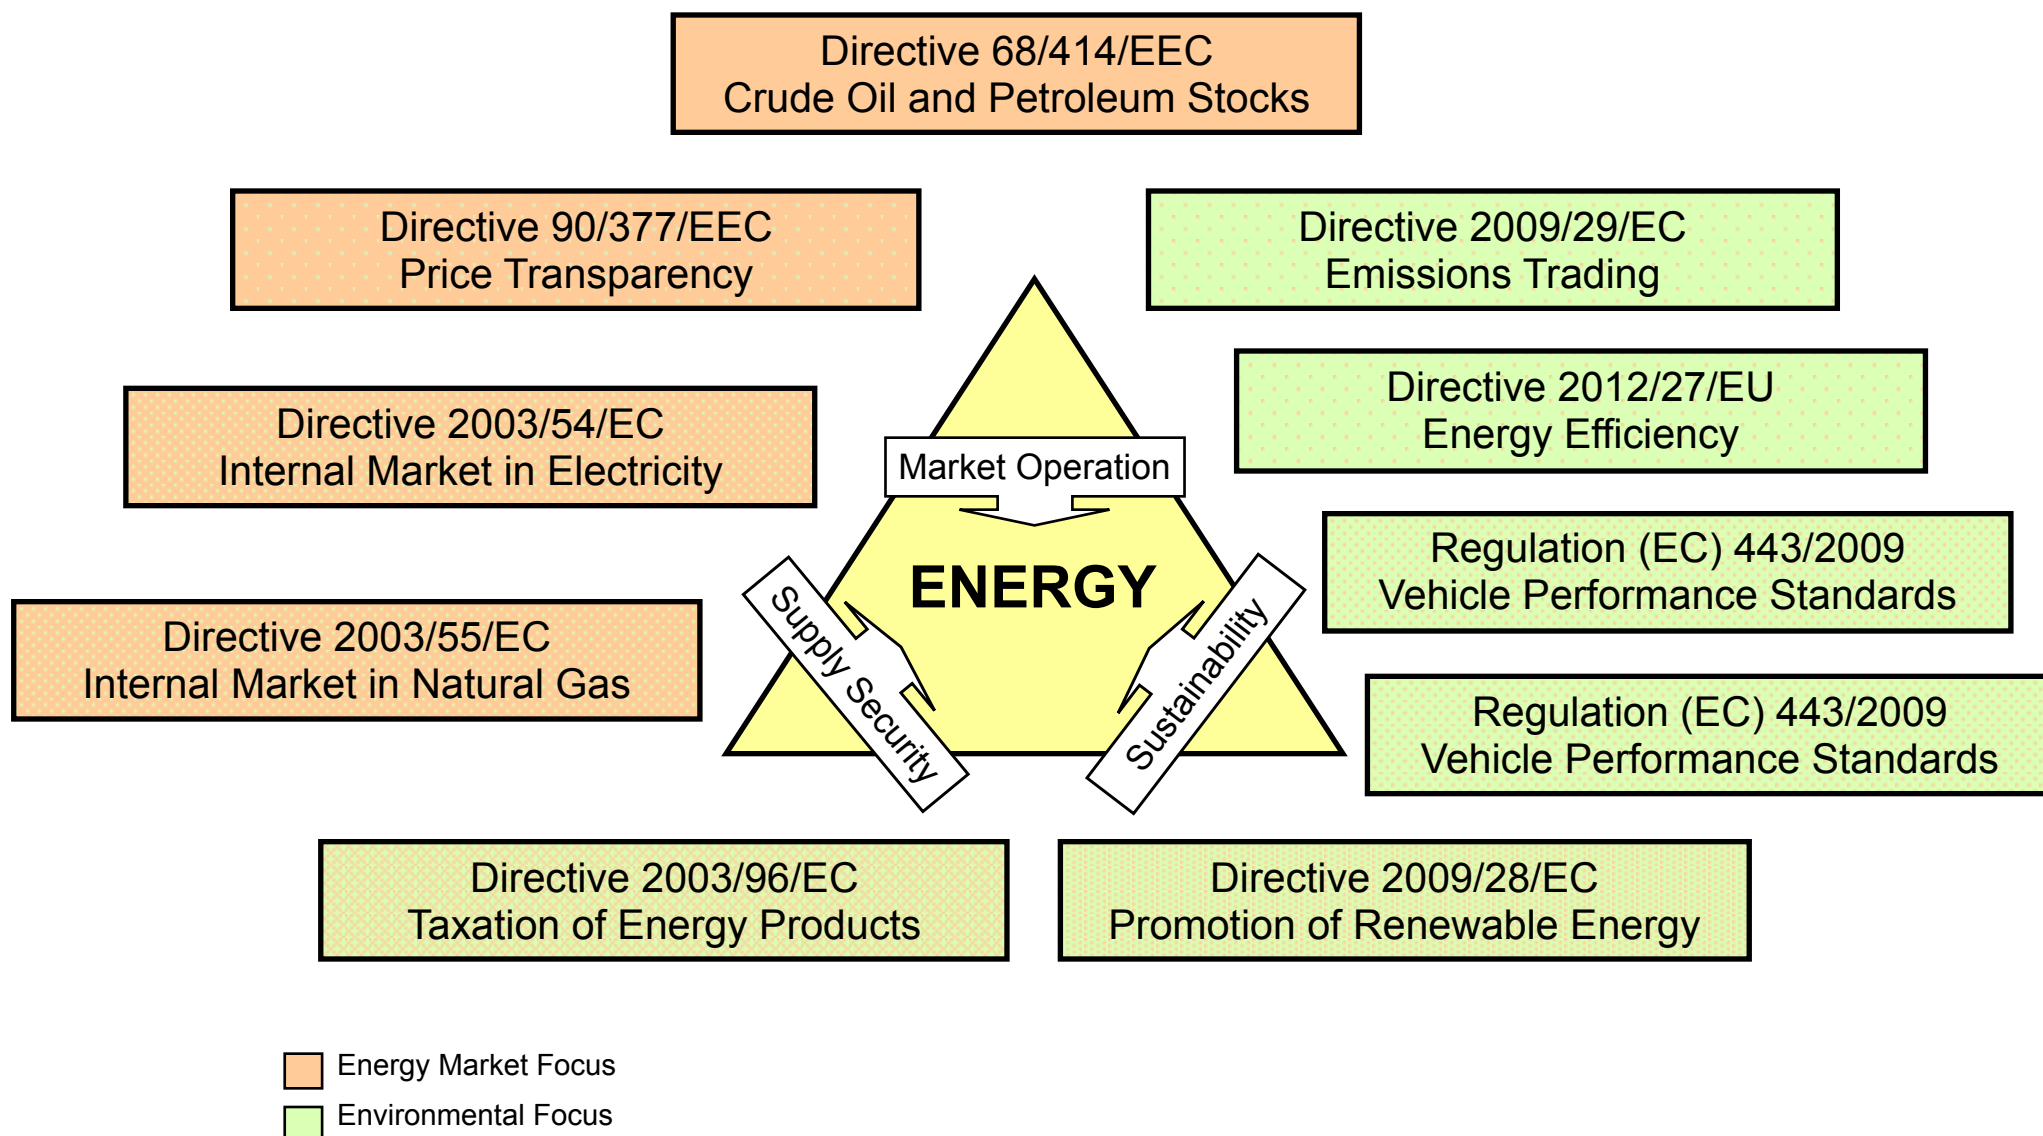 Directive 68/414/EEC
Crude Oil and Petroleum Stocks
Directive 90/377/EEC
Price Transparency
Directive 2009/29/EC
Emissions Trading
Directive 2012/27/EU
Energy Efficiency
Directive 2003/54/EC
Internal Market in Electricity
Market Operation
Regulation (EC) 443/2009
Vehicle Performance Standards
ENERGY
Directive 2003/55/EC
Internal Market in Natural Gas
Supply Security
Sustainability
Regulation (EC) 443/2009
Vehicle Performance Standards
Directive 2003/96/EC
Taxation of Energy Products
Directive 2009/28/EC
Promotion of Renewable Energy
Energy Market Focus
Environmental Focus